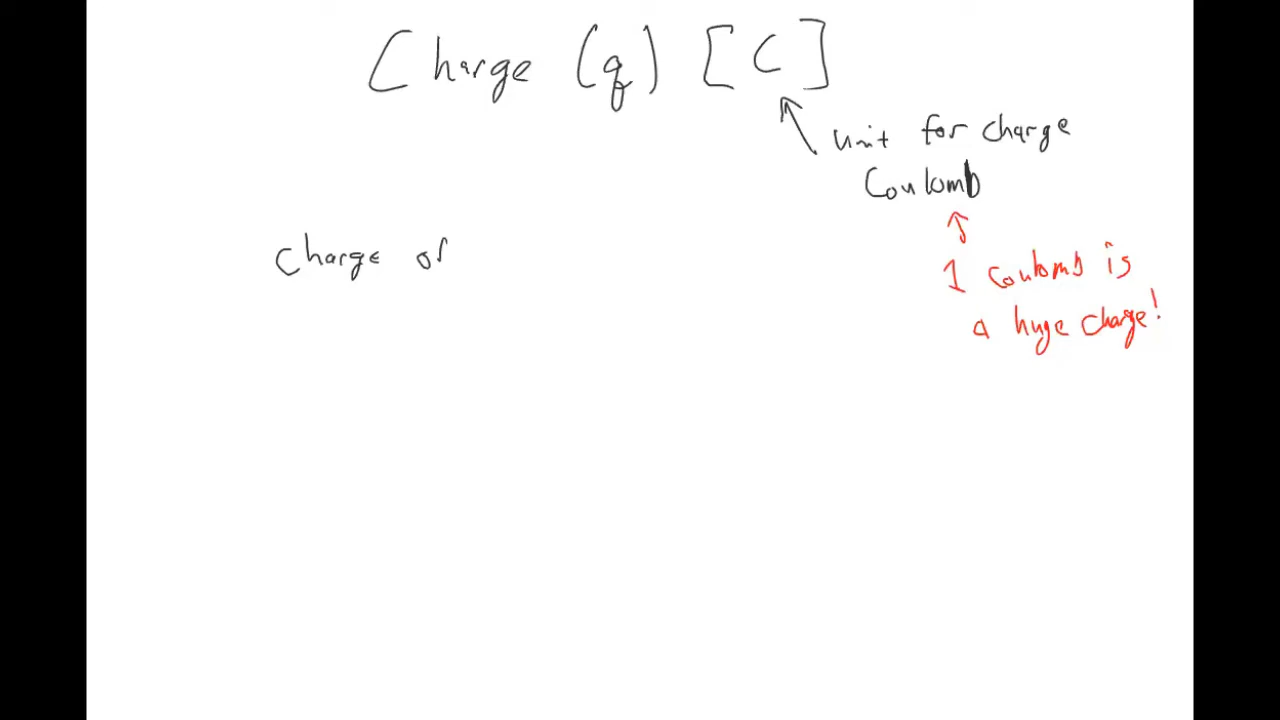 Charge (q) [C]
unit for charge
Coulomb
1 Coulomb is
a huge charge!
Charge of